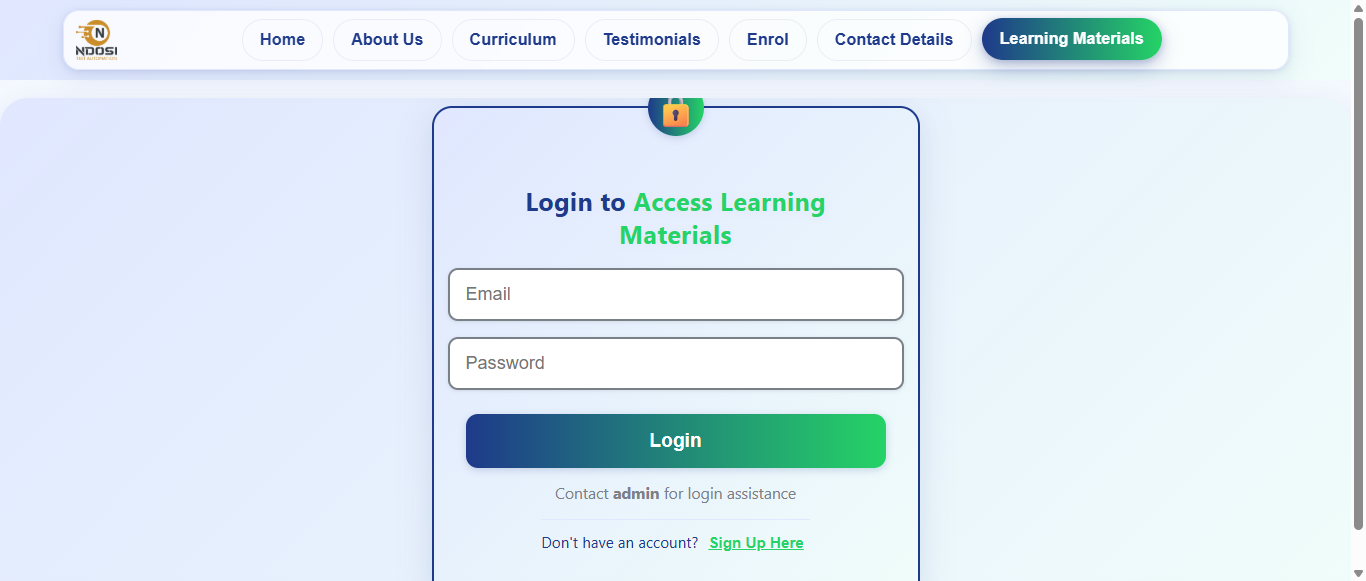 N
NDOSI
TEST AUTOMATION
Home
About Us
Curriculum
Testimonials
Enrol
Contact Details
Learning Materials
Login to Access Learning
Materials
Email
Password
Login
Contact admin for login assistance
Don't have an account? Sign Up Here